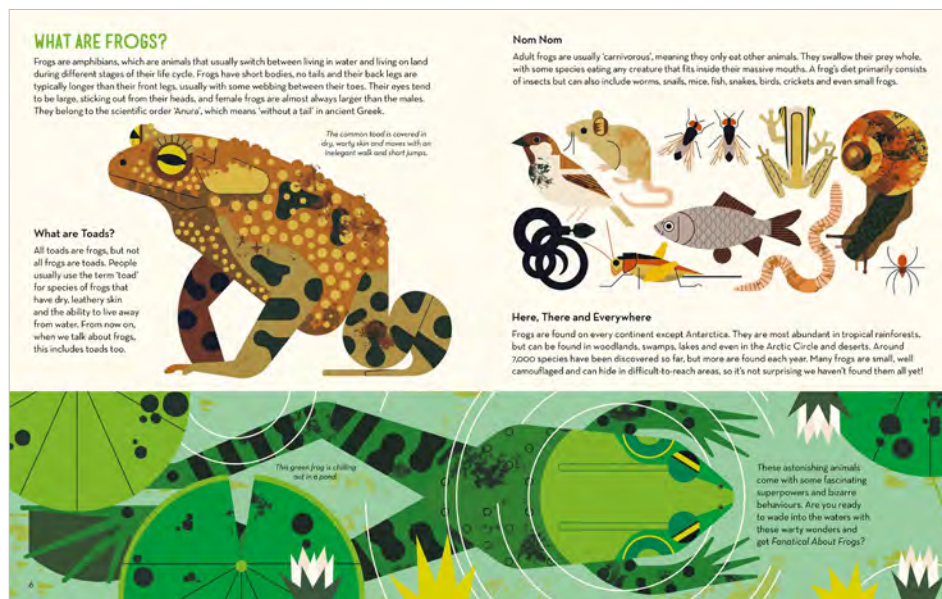 WHAT ARE FROGS?
Frogs are amphibians, which are animals that usually switch between living in water and living on land
during different stages of their life cycle. Frogs have short bodies, no tails and their back legs are
typically longer than their front legs, usually with some webbing between their toes. Their eyes tend
to be large, sticking out from their heads, and female frogs are almost always larger than the males.
They belong to the scientific order 'Anura', which means 'without a tail' in ancient Greek.
The common toad is covered in
dry, warty skin and moves with an
inelegant walk and short jumps.
What are Toads?
All toads are frogs, but not
all frogs are toads. People
usually use the term 'toad'
for species of frogs that
have dry, leathery skin
and the ability to live away
from water. From now on,
when we talk about frogs,
this includes toads too.
Nom Nom
Adult frogs are usually 'carnivorous', meaning they only eat other animals. They swallow their prey whole,
with some species eating any creature that fits inside their massive mouths. A frog's diet primarily consists
of insects but can also include worms, snails, mice, fish, snakes, birds, crickets and even small frogs.
Here, There and Everywhere
Frogs are found on every continent except Antarctica. They are most abundant in tropical rainforests,
but can be found in woodlands, swamps, lakes and even in the Arctic Circle and deserts. Around
7,000 species have been discovered so far, but more are found each year. Many frogs are small, well
camouflaged and can hide in difficult-to-reach areas, so it's not surprising we haven't found them all yet!
This green frog is chilling
out in a pond.
These astonishing animals
come with some fascinating
superpowers and bizarre
behaviours. Are you ready
to wade into the waters with
these warty wonders and
get Fanatical About Frogs?
6